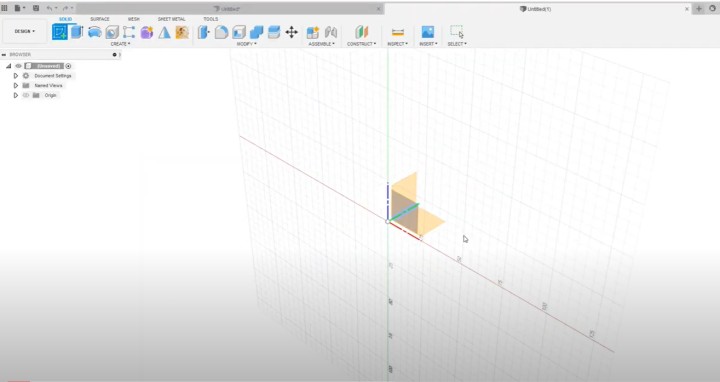 Untitled*
Untitled(1)
DESIGN
SOLID
SURFACE
MESH
SHEET METAL
TOOLS
CREATE
MODIFY
ASSEMBLE
CONSTRUCT
INSPECT
INSERT
SELECT
BROWSER
(Unsaved)
Document Settings
Named Views
Origin